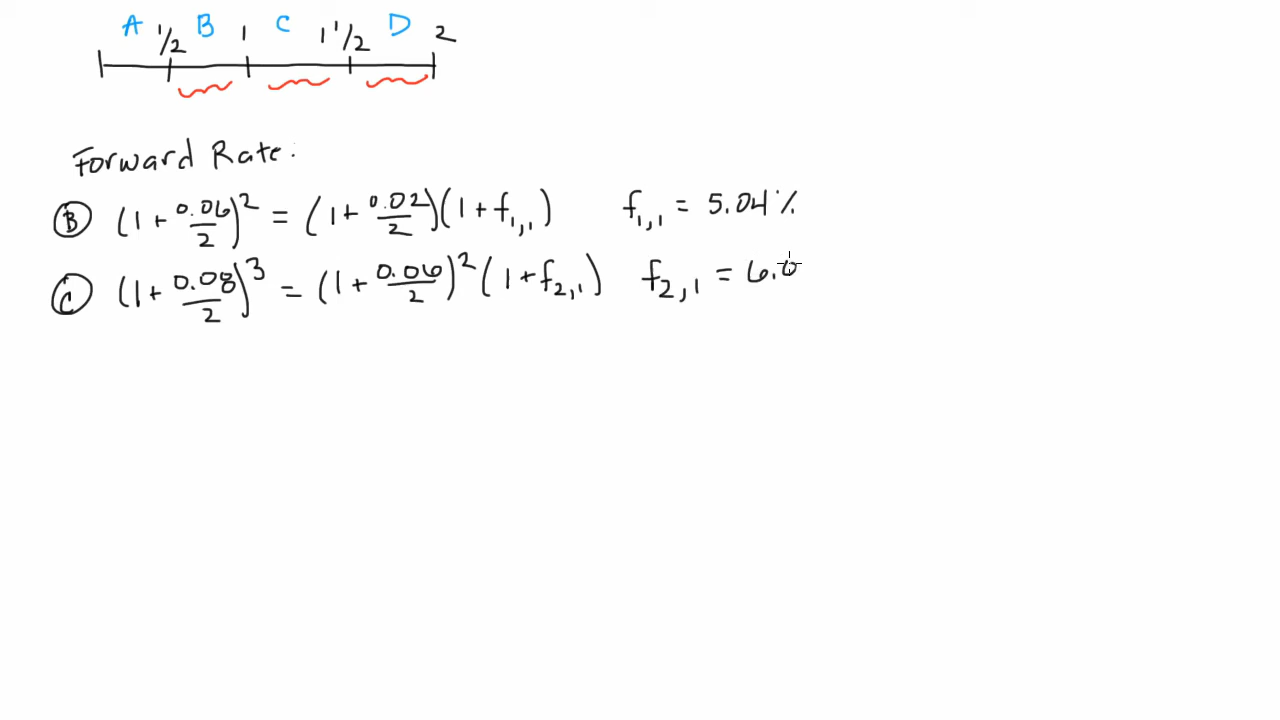 A 1/2 B 1 C 1 1/2 D 2
Forward Rate:
B (1 + 0.06/2)^2 = (1 + 0.02/2)(1 + f1,1) f1,1 = 5.04%
C (1 + 0.08/2)^3 = (1 + 0.06/2)^2 (1 + f2,1) f2,1 = 6.0